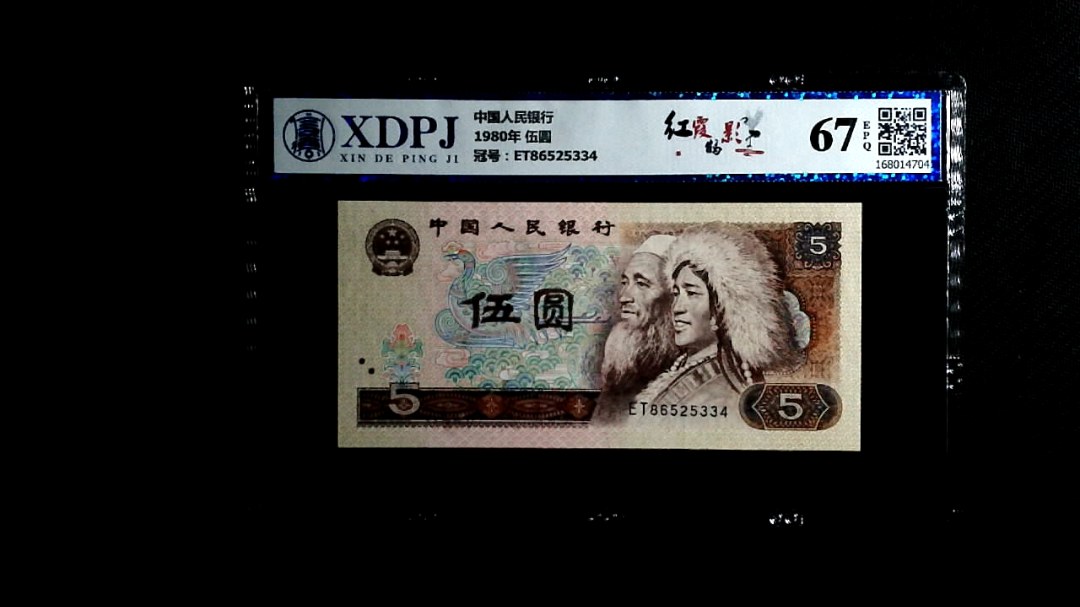 XDPJ
XIN DE PING JI
中国人民银行
1980年 伍圆
冠号：ET86525334
红霞的影子
67
EPQ
168014704
中国人民银行
5
伍圆
5
ET86525334
5